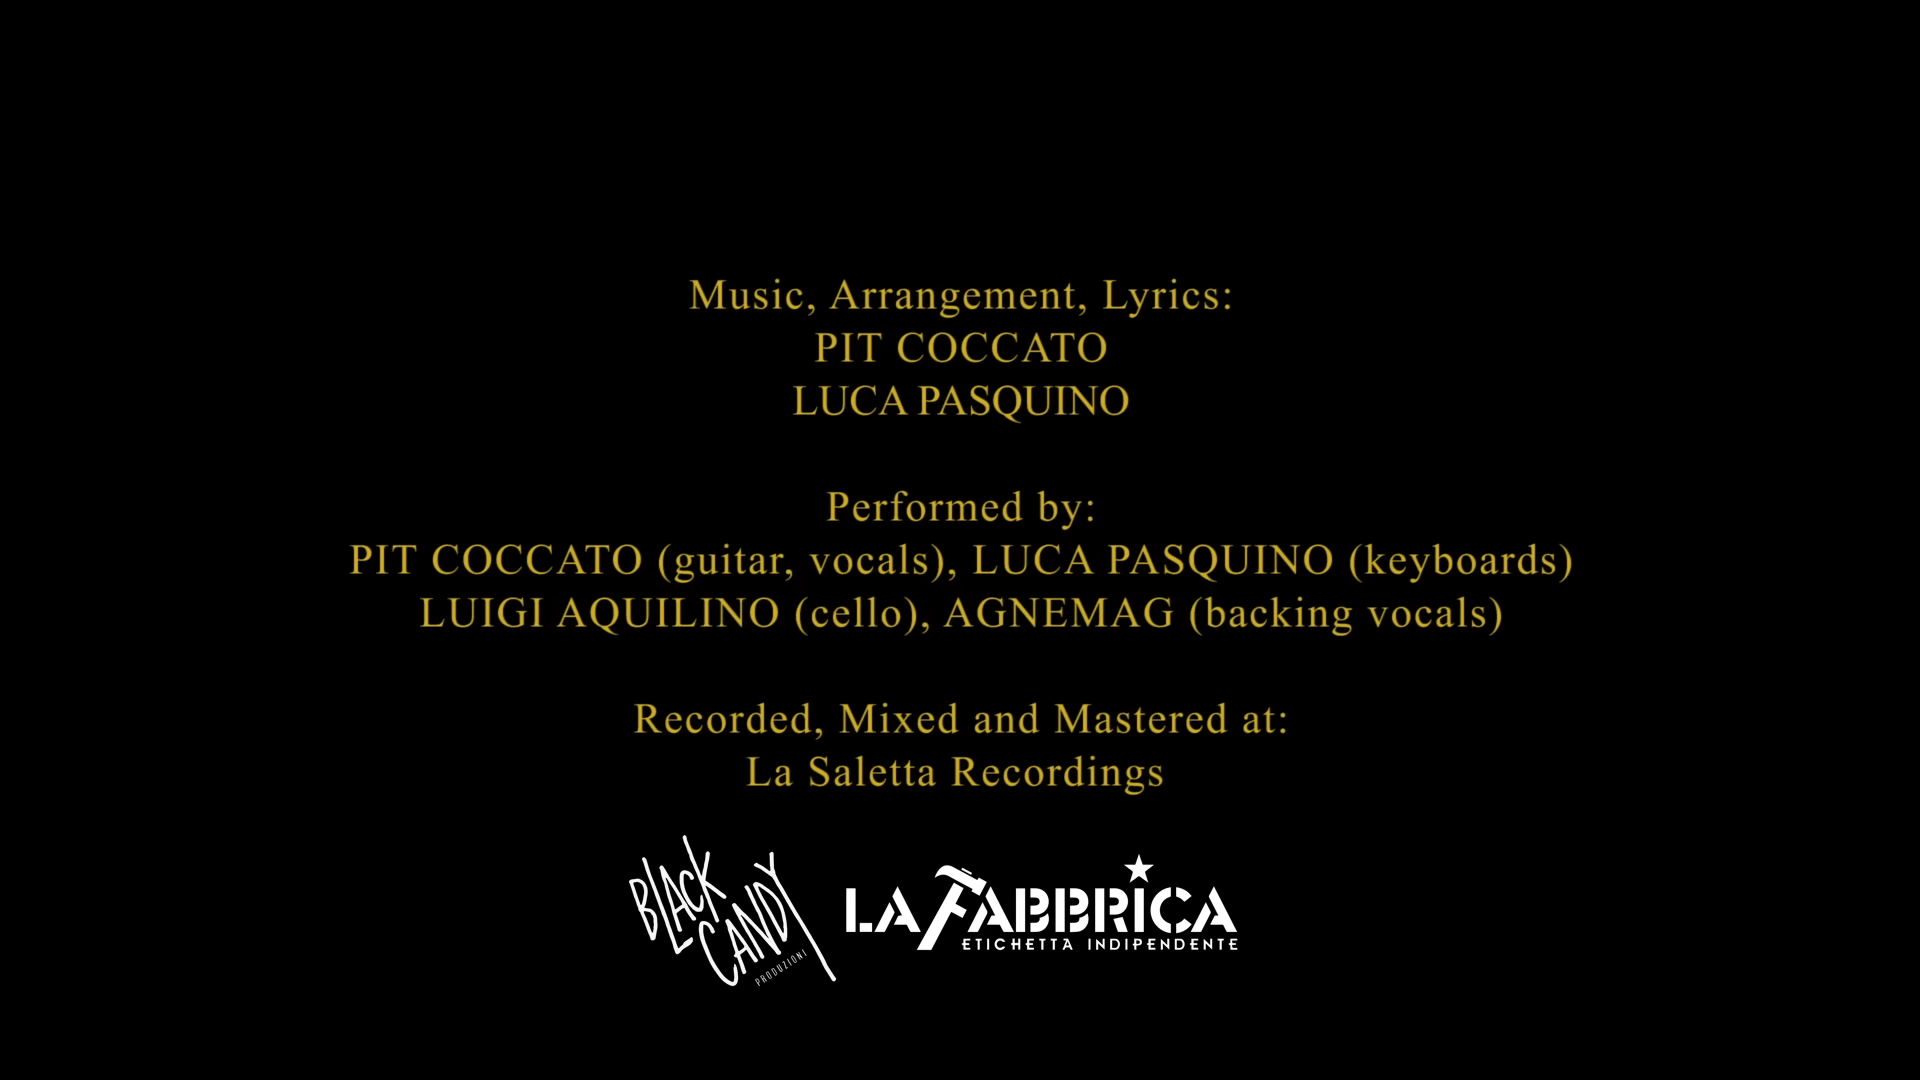 Music, Arrangement, Lyrics:
PIT COCCATO
LUCA PASQUINO
Performed by:
PIT COCCATO (guitar, vocals), LUCA PASQUINO (keyboards)
LUIGI AQUILINO (cello), AGNEMAG (backing vocals)
Recorded, Mixed and Mastered at:
La Saletta Recordings
BLACK
CANDY
PRODUZIONI
LA FABBRICA
ETICHETTA INDIPENDENTE